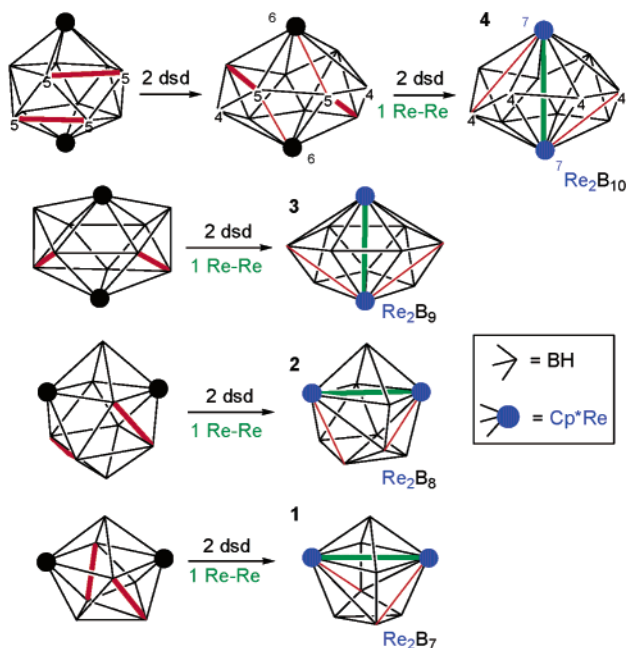 5 5
5 5
2 dsd
6
5 5 4
4
6
2 dsd
1 Re-Re
4
7
4 4 4
4
7
Re₂B₁₀
2 dsd
1 Re-Re
3
Re₂B₉
2 dsd
1 Re-Re
2
Re₂B₈
= BH
= Cp*Re
2 dsd
1 Re-Re
1
Re₂B₇